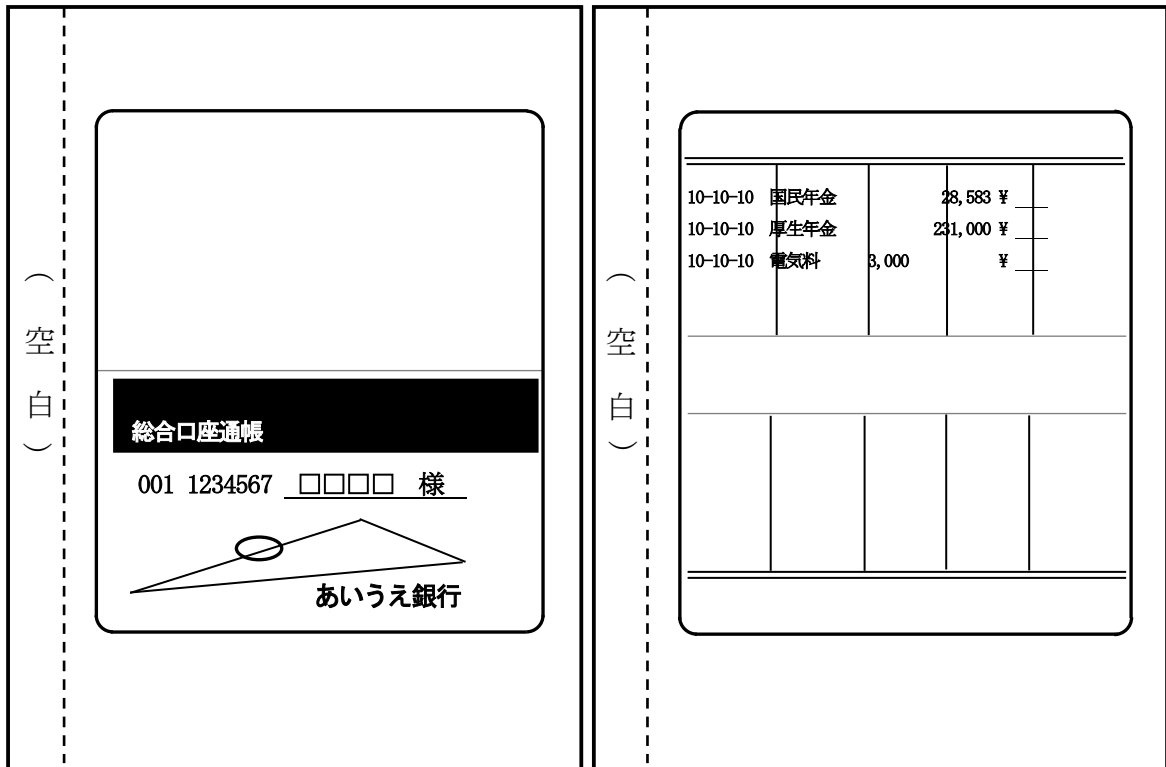 （空白）
総合口座通帳
001 1234567 □□□□ 様
あいうえ銀行
（空白）
10-10-10 国民年金 28,583 ¥
10-10-10 厚生年金 231,000 ¥
10-10-10 電気料 3,000 ¥